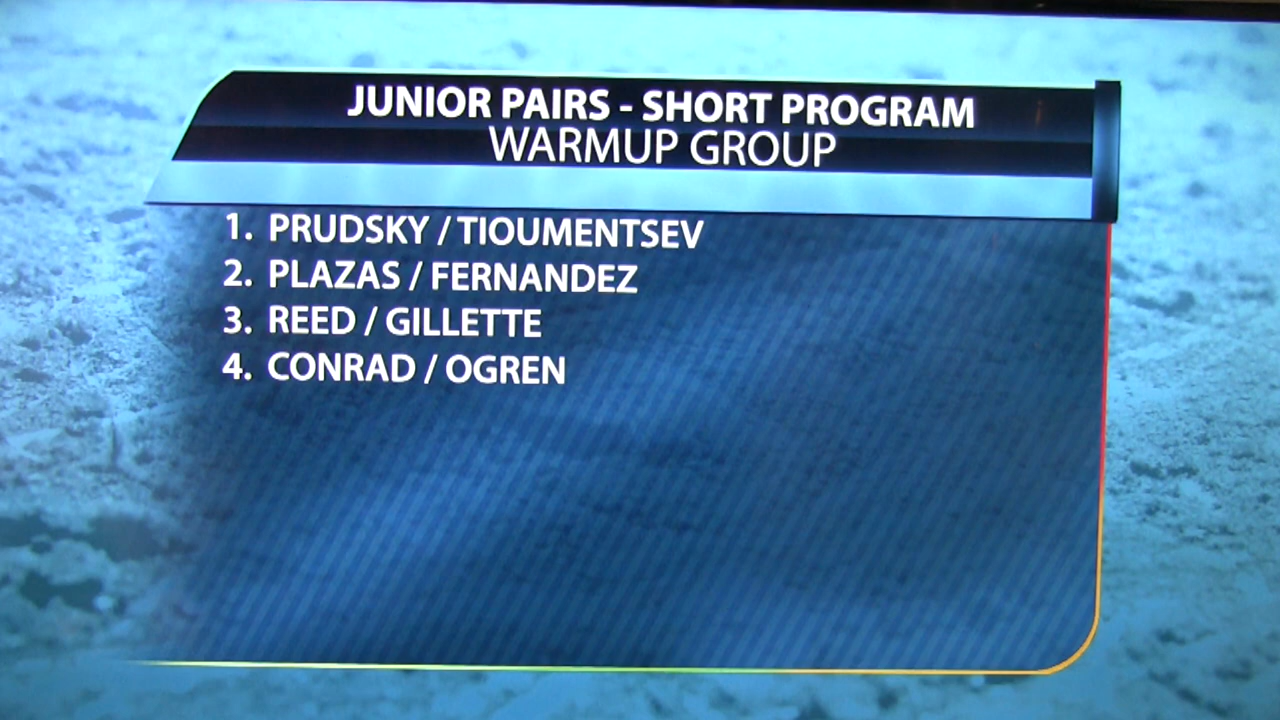 JUNIOR PAIRS - SHORT PROGRAM
WARMUP GROUP
1. PRUDSKY / TIOUMENTSEV
2. PLAZAS / FERNANDEZ
3. REED / GILLETTE
4. CONRAD / OGREN